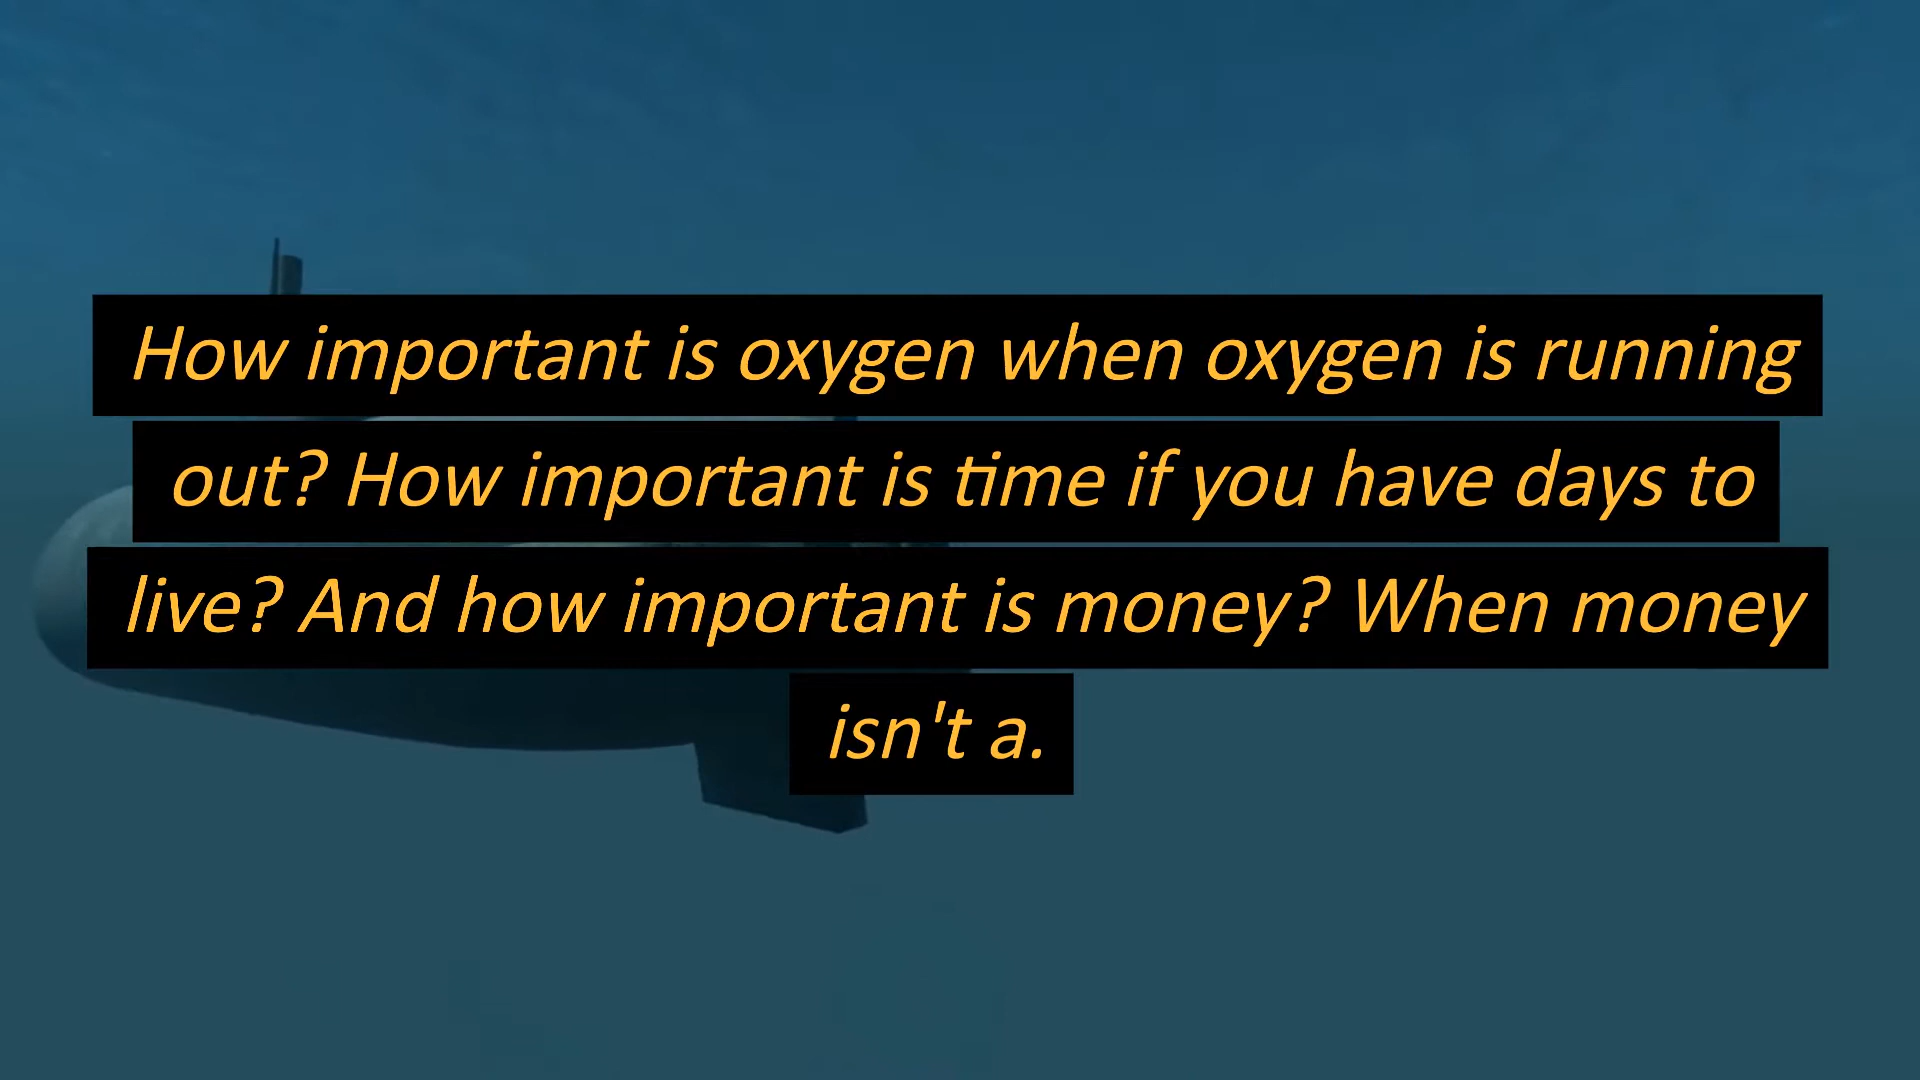 How important is oxygen when oxygen is running
out? How important is time if you have days to
live? And how important is money? When money
isn't a.